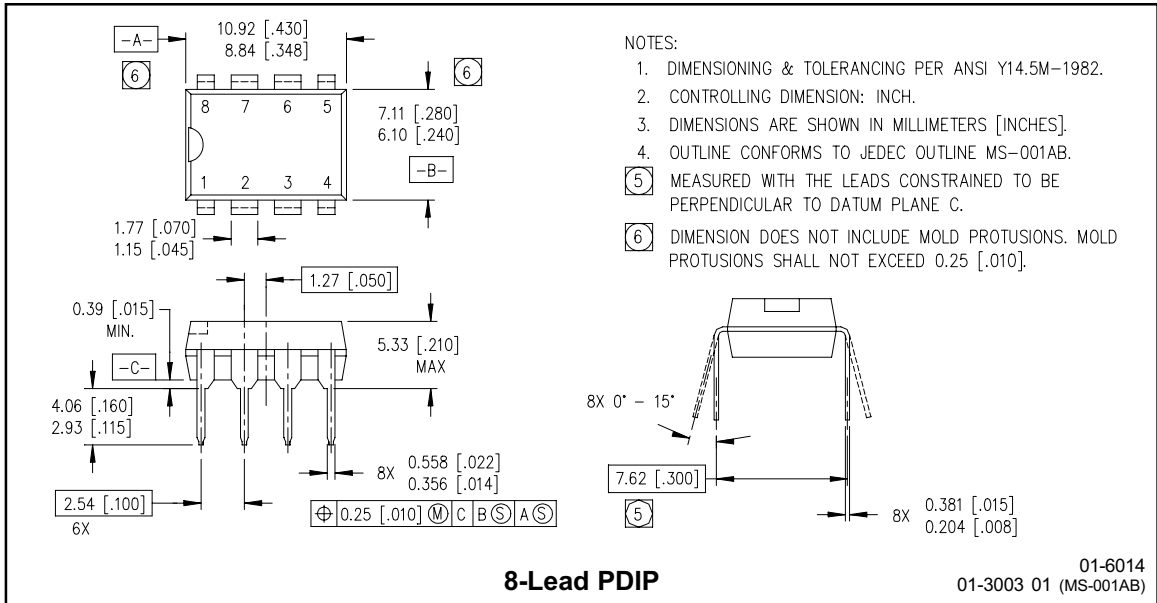 -A-
10.92 [.430]
8.84 [.348]
6
6
8 7 6 5
1 2 3 4
7.11 [.280]
6.10 [.240]
-B-
1.77 [.070]
1.15 [.045]
1.27 [.050]
0.39 [.015]
MIN.
-C-
5.33 [.210]
MAX
4.06 [.160]
2.93 [.115]
2.54 [.100]
6X
8X 0.558 [.022]
0.356 [.014]
⌖ 0.25 [.010] Ⓜ C B Ⓢ A Ⓢ
NOTES:
1. DIMENSIONING & TOLERANCING PER ANSI Y14.5M-1982.
2. CONTROLLING DIMENSION: INCH.
3. DIMENSIONS ARE SHOWN IN MILLIMETERS [INCHES].
4. OUTLINE CONFORMS TO JEDEC OUTLINE MS-001AB.
5 MEASURED WITH THE LEADS CONSTRAINED TO BE
PERPENDICULAR TO DATUM PLANE C.
6 DIMENSION DOES NOT INCLUDE MOLD PROTUSIONS. MOLD
PROTUSIONS SHALL NOT EXCEED 0.25 [.010].
8X 0° - 15°
7.62 [.300]
5
8X 0.381 [.015]
0.204 [.008]
8-Lead PDIP
01-6014
01-3003 01 (MS-001AB)